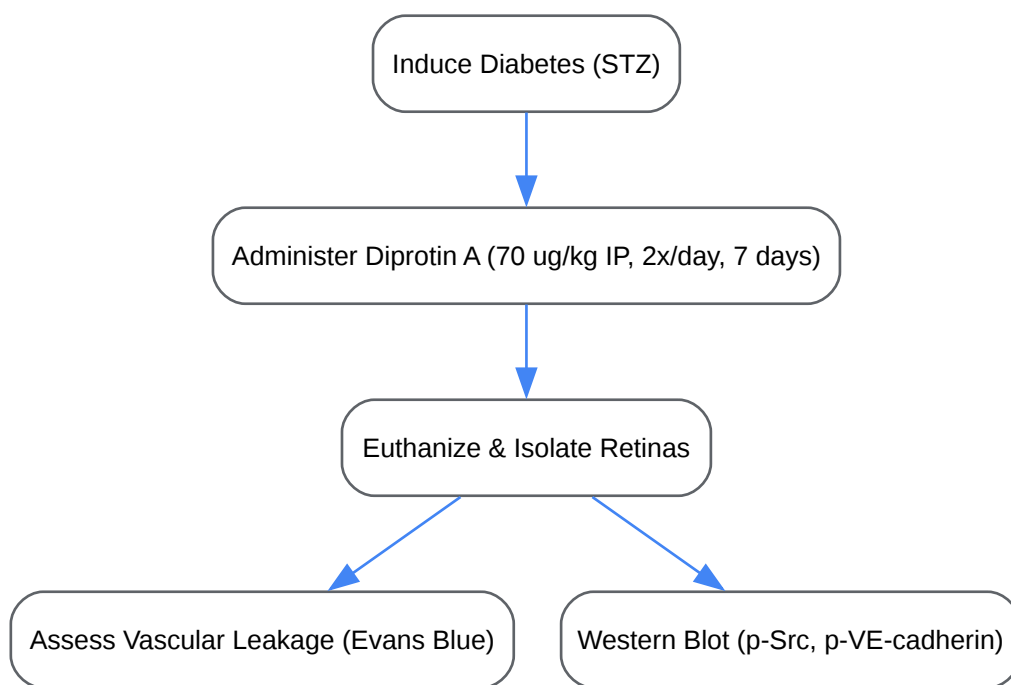 Induce Diabetes (STZ)
Administer Diprotin A (70 ug/kg IP, 2x/day, 7 days)
Euthanize & Isolate Retinas
Assess Vascular Leakage (Evans Blue)
Western Blot (p-Src, p-VE-cadherin)